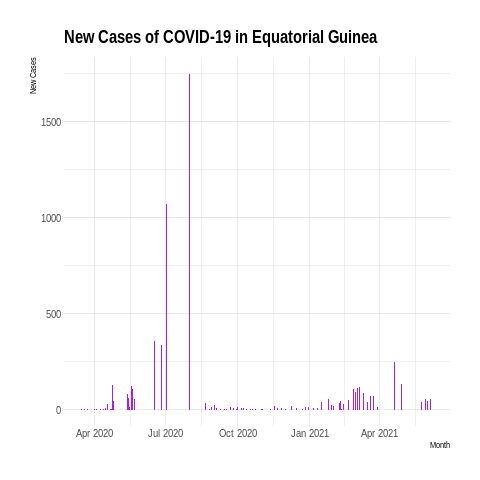 New Cases of COVID-19 in Equatorial Guinea
New Cases
1500
1000
500
0
Apr 2020 Jul 2020 Oct 2020 Jan 2021 Apr 2021
Month